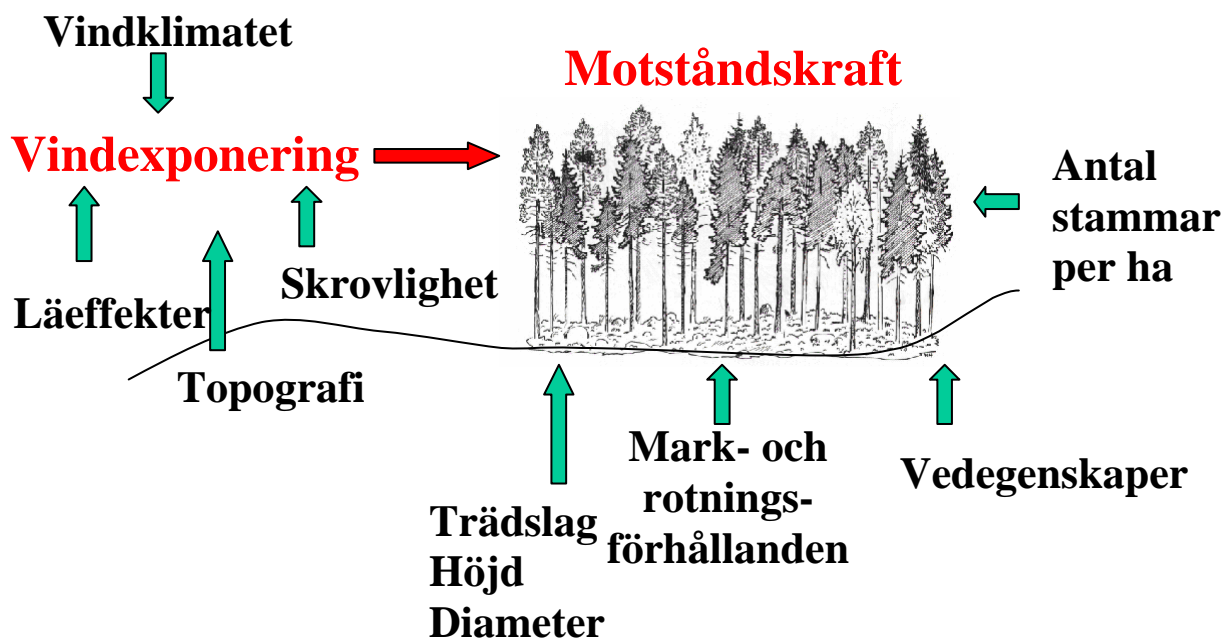 Vindklimatet
Motståndskraft
Vindexponering
Antal
stammar
per ha
Skrovlighet
Läeffekter
Topografi
Mark- och
rotnings-
förhållanden
Vedegenskaper
Trädslag
Höjd
Diameter